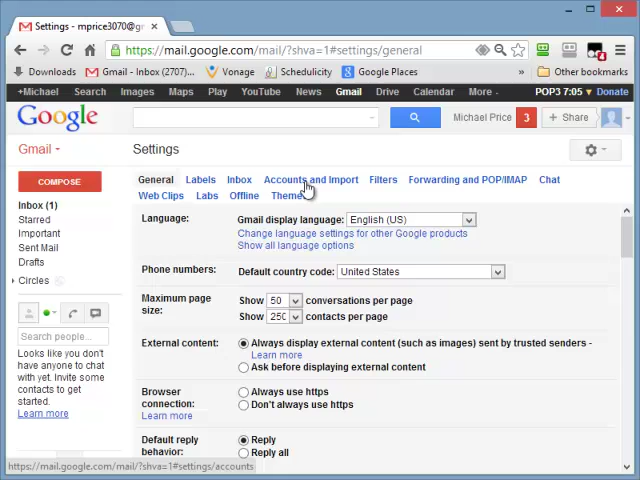 Settings - mprice3070@gm
https://mail.google.com/mail/?shva=1#settings/general
Downloads Gmail - Inbox (2707)... Vonage Schedulicity Google Places » Other bookmarks
+Michael Search Images Maps Play YouTube News Gmail Drive Calendar More POP3 7:05 Donate
Google Michael Price 3 + Share
Gmail Settings
COMPOSE
Inbox (1)
Starred
Important
Sent Mail
Drafts
Circles
Search people...
Looks like you don't
have anyone to chat
with yet. Invite some
contacts to get
started.
Learn more
General Labels Inbox Accounts and Import Filters Forwarding and POP/IMAP Chat
Web Clips Labs Offline Themes
Language: Gmail display language: English (US)
Change language settings for other Google products
Show all language options
Phone numbers: Default country code: United States
Maximum page
size:
Show 50 conversations per page
Show 250 contacts per page
External content: Always display external content (such as images) sent by trusted senders -
Learn more
Ask before displaying external content
Browser
connection:
Learn more
Always use https
Don't always use https
Default reply
behavior:
Reply
Reply all
https://mail.google.com/mail/?shva=1#settings/accounts